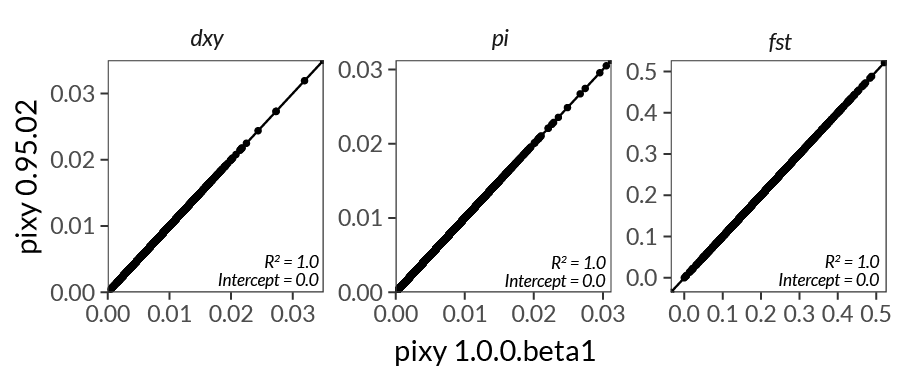 dxy
pi
fst
pixy 0.95.02
0.03
0.02
0.01
0.00
R² = 1.0
Intercept = 0.0
0.00 0.01 0.02 0.03
0.03
0.02
0.01
0.00
R² = 1.0
Intercept = 0.0
0.00 0.01 0.02 0.03
0.5
0.4
0.3
0.2
0.1
0.0
R² = 1.0
Intercept = 0.0
0.0 0.1 0.2 0.3 0.4 0.5
pixy 1.0.0.beta1